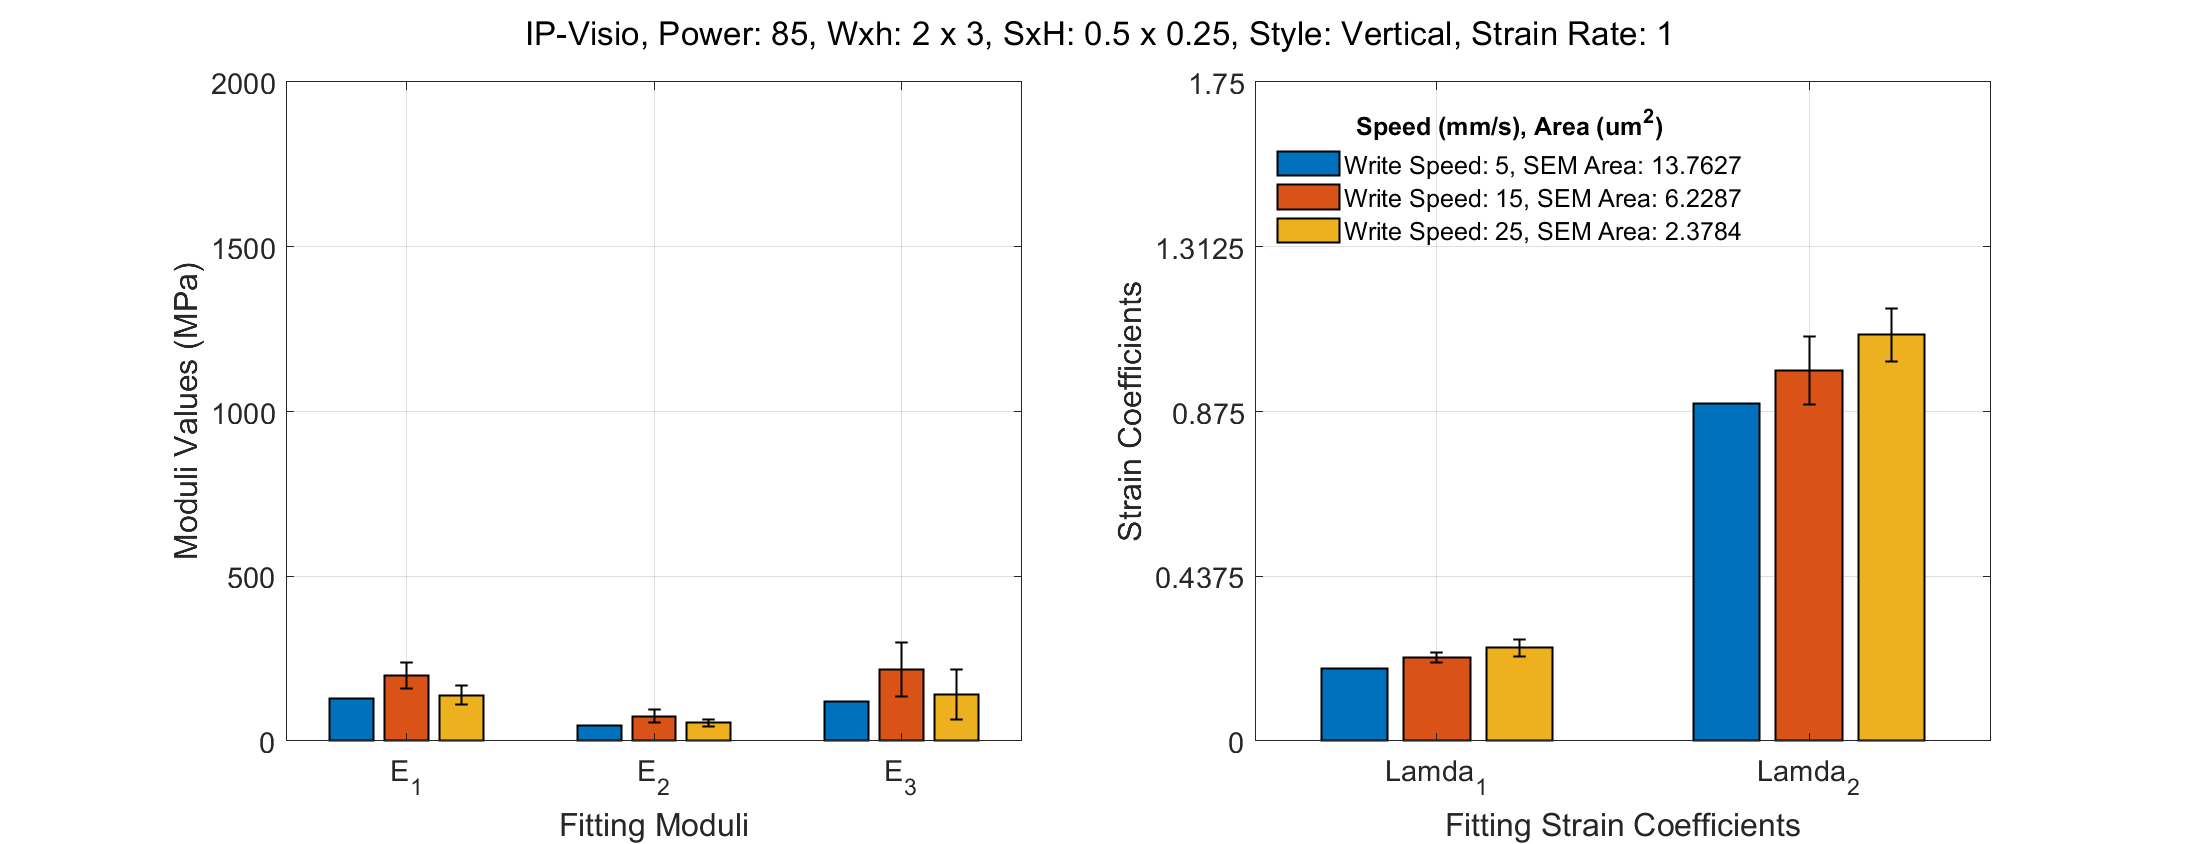 IP-Visio, Power: 85, Wxh: 2 x 3, SxH: 0.5 x 0.25, Style: Vertical, Strain Rate: 1
Moduli Values (MPa)
2000
1500
1000
500
0
E1
E2
E3
Fitting Moduli
Strain Coefficients
1.75
1.3125
0.875
0.4375
0
Speed (mm/s), Area (um²)
Write Speed: 5, SEM Area: 13.7627
Write Speed: 15, SEM Area: 6.2287
Write Speed: 25, SEM Area: 2.3784
Lamda1
Lamda2
Fitting Strain Coefficients